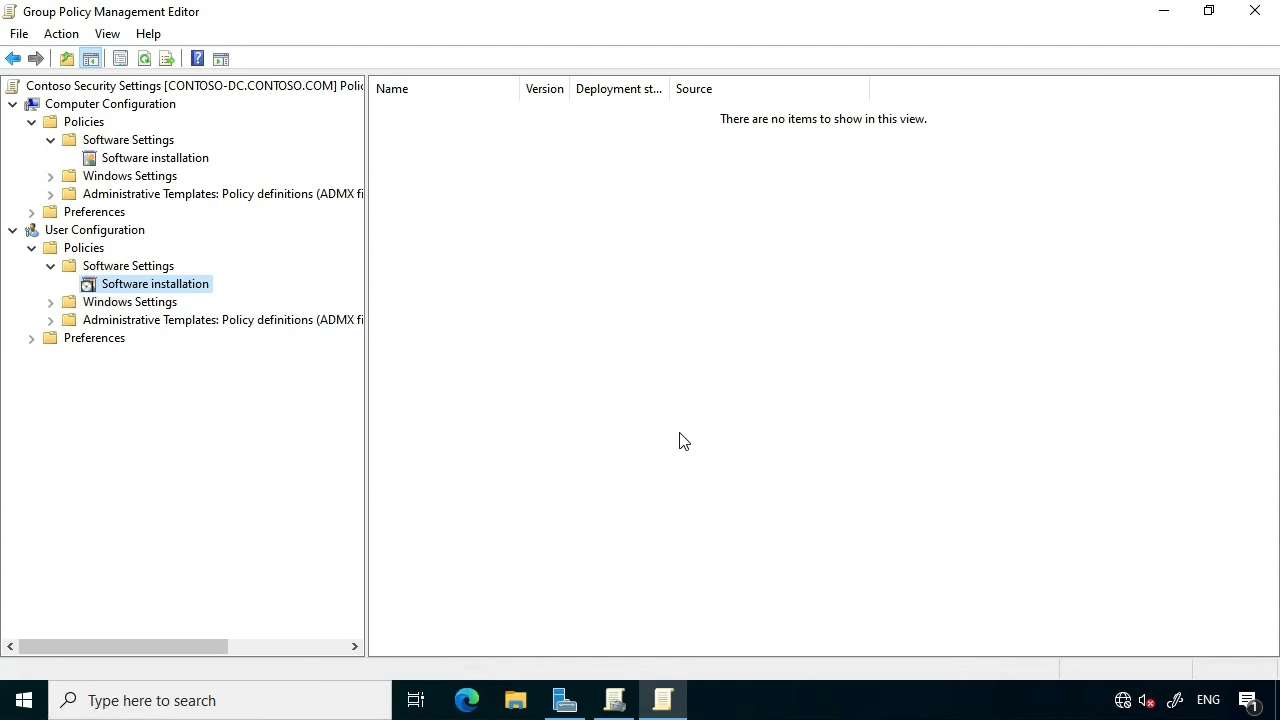 Group Policy Management Editor
File Action View Help
Contoso Security Settings [CONTOSO-DC.CONTOSO.COM] Polic
Computer Configuration
Policies
Software Settings
Software installation
Windows Settings
Administrative Templates: Policy definitions (ADMX fi
Preferences
User Configuration
Policies
Software Settings
Software installation
Windows Settings
Administrative Templates: Policy definitions (ADMX fi
Preferences
Name Version Deployment st... Source
There are no items to show in this view.
Type here to search
ENG
1